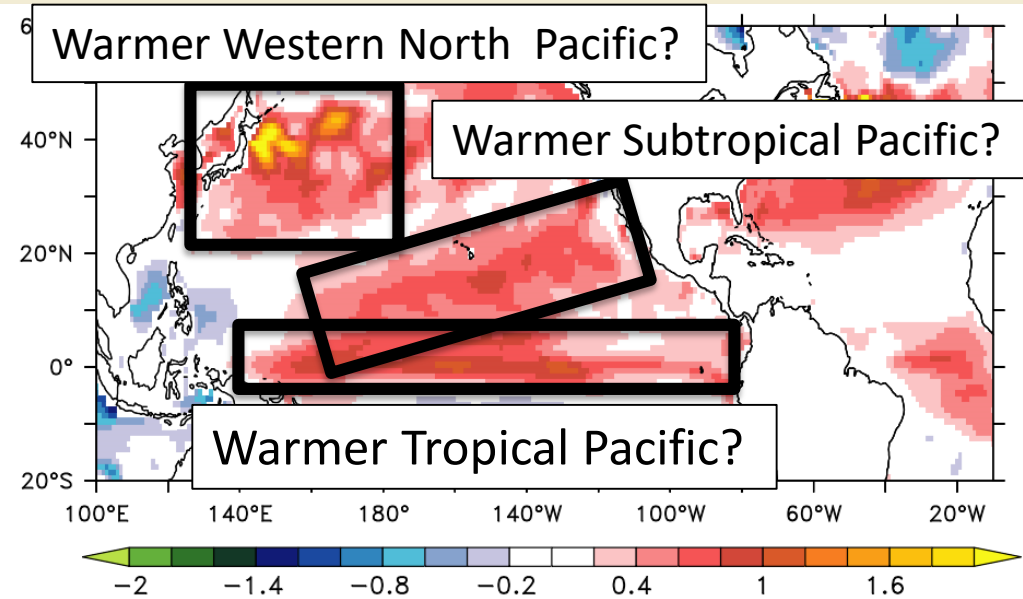 6
Warmer Western North Pacific?
40°N
Warmer Subtropical Pacific?
20°N
0°
Warmer Tropical Pacific?
20°S
100°E 140°E 180° 140°W 100°W 60°W 20°W
−2 −1.4 −0.8 −0.2 0.4 1 1.6